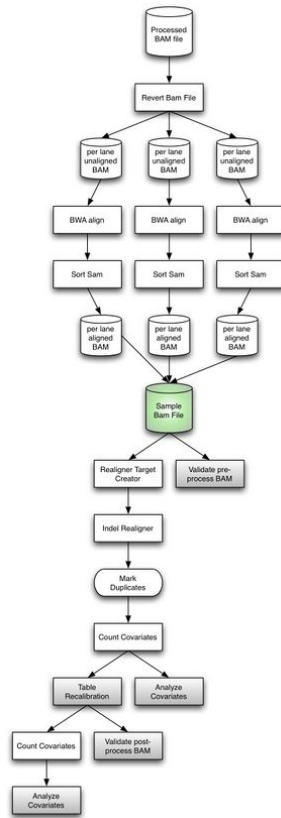 Processed
BAM file
Revert Bam File
per lane
unaligned
BAM
per lane
unaligned
BAM
per lane
unaligned
BAM
BWA align
BWA align
BWA align
Sort Sam
Sort Sam
Sort Sam
per lane
aligned
BAM
per lane
aligned
BAM
per lane
aligned
BAM
Sample
Bam File
Realigner Target
Creator
Validate pre-
process BAM
Indel Realigner
Mark
Duplicates
Count Covariates
Table
Recalibration
Analyze
Covariates
Count Covariates
Validate post-
process BAM
Analyze
Covariates